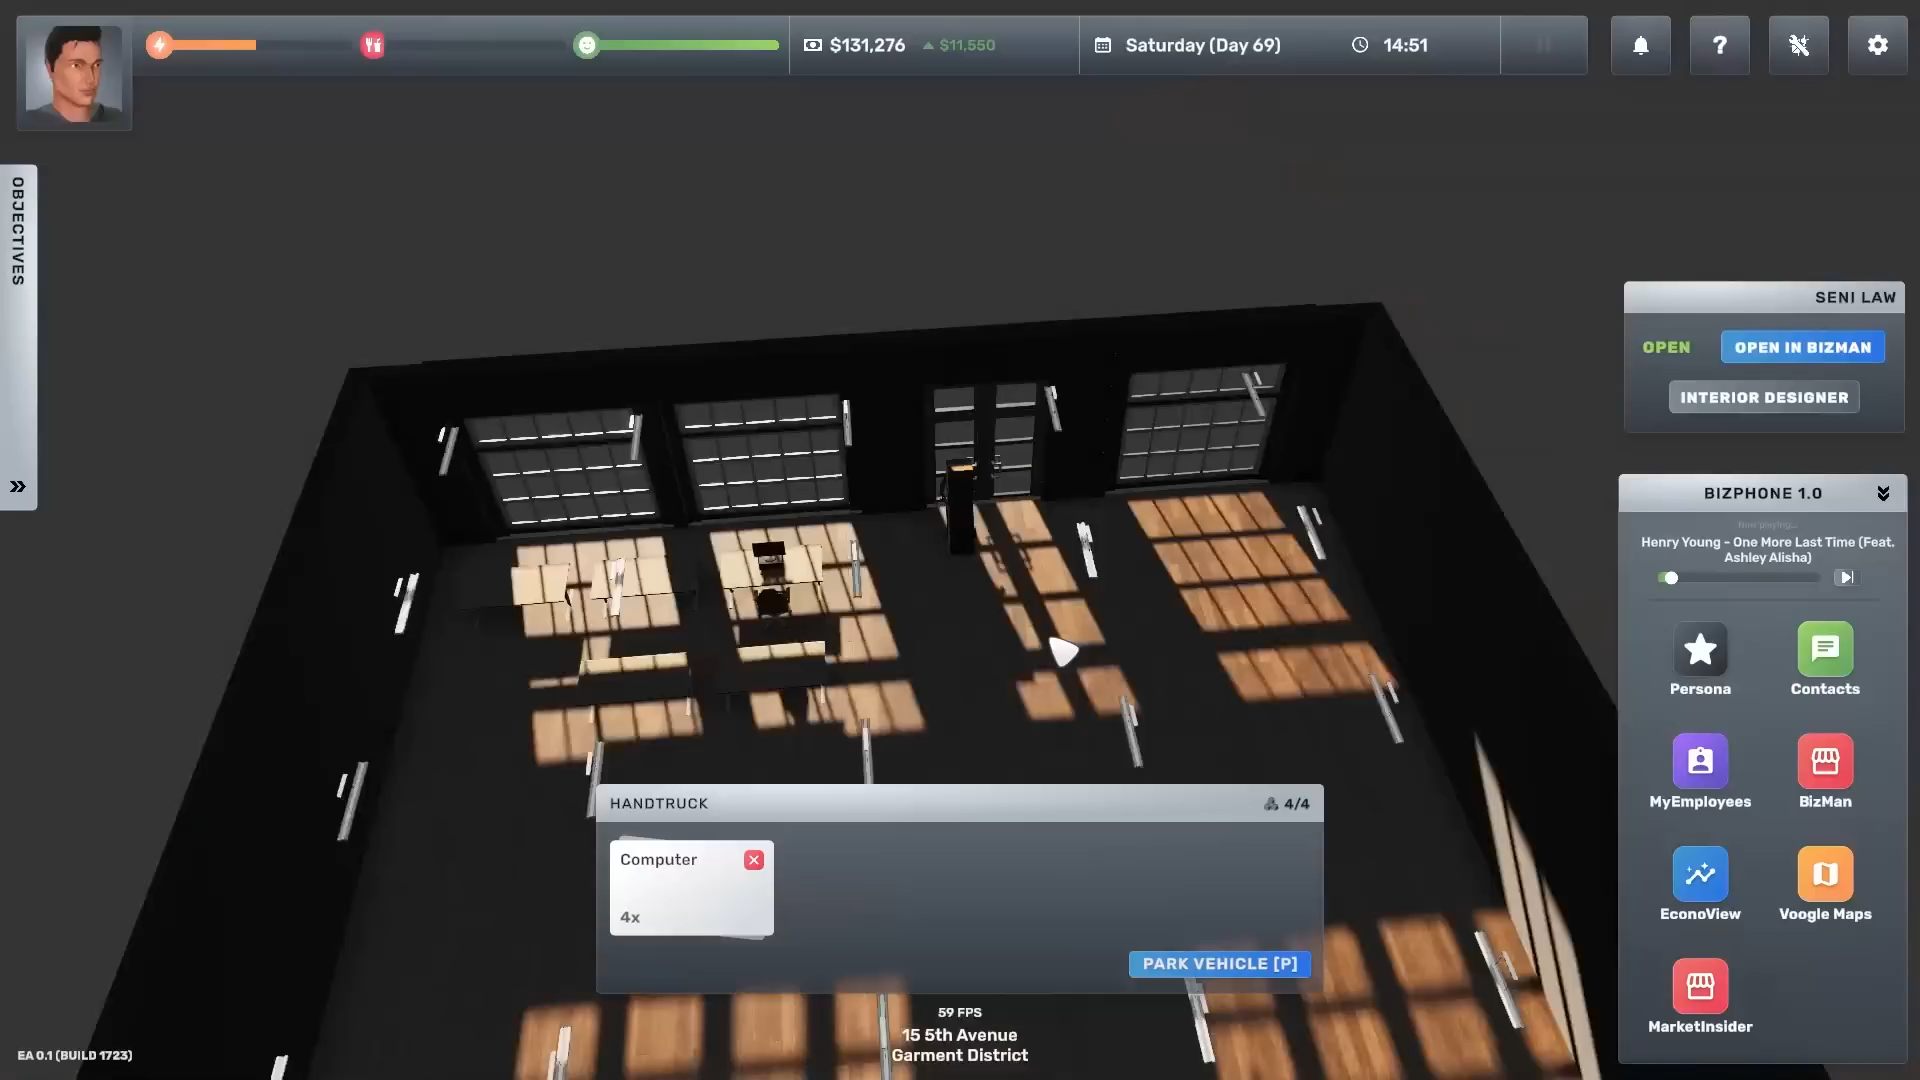 $131,276
$11,550
Saturday (Day 69)
14:51
?
OBJECTIVES
SENI LAW
OPEN
OPEN IN BIZMAN
INTERIOR DESIGNER
BIZPHONE 1.0
Now playing...
Henry Young - One More Last Time (Feat.
Ashley Alisha)
Persona
Contacts
MyEmployees
BizMan
EconoView
Voogle Maps
MarketInsider
HANDTRUCK
4/4
Computer
4x
PARK VEHICLE [P]
59 FPS
15 5th Avenue
Garment District
EA 0.1 (BUILD 1723)